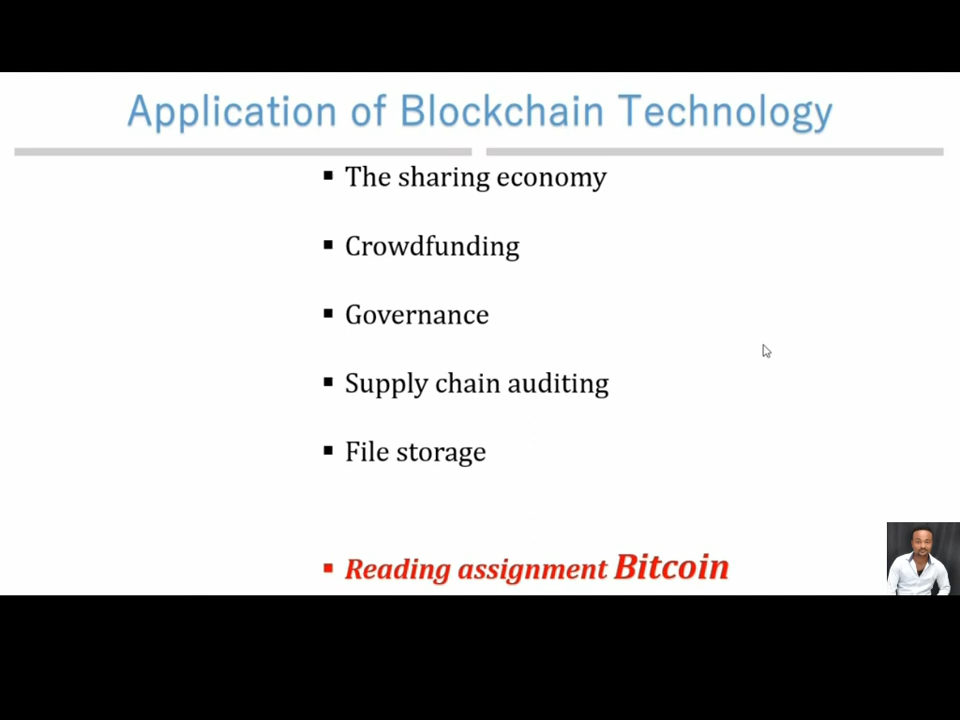 Application of Blockchain Technology
▪ The sharing economy
▪ Crowdfunding
▪ Governance
▪ Supply chain auditing
▪ File storage
▪ Reading assignment Bitcoin